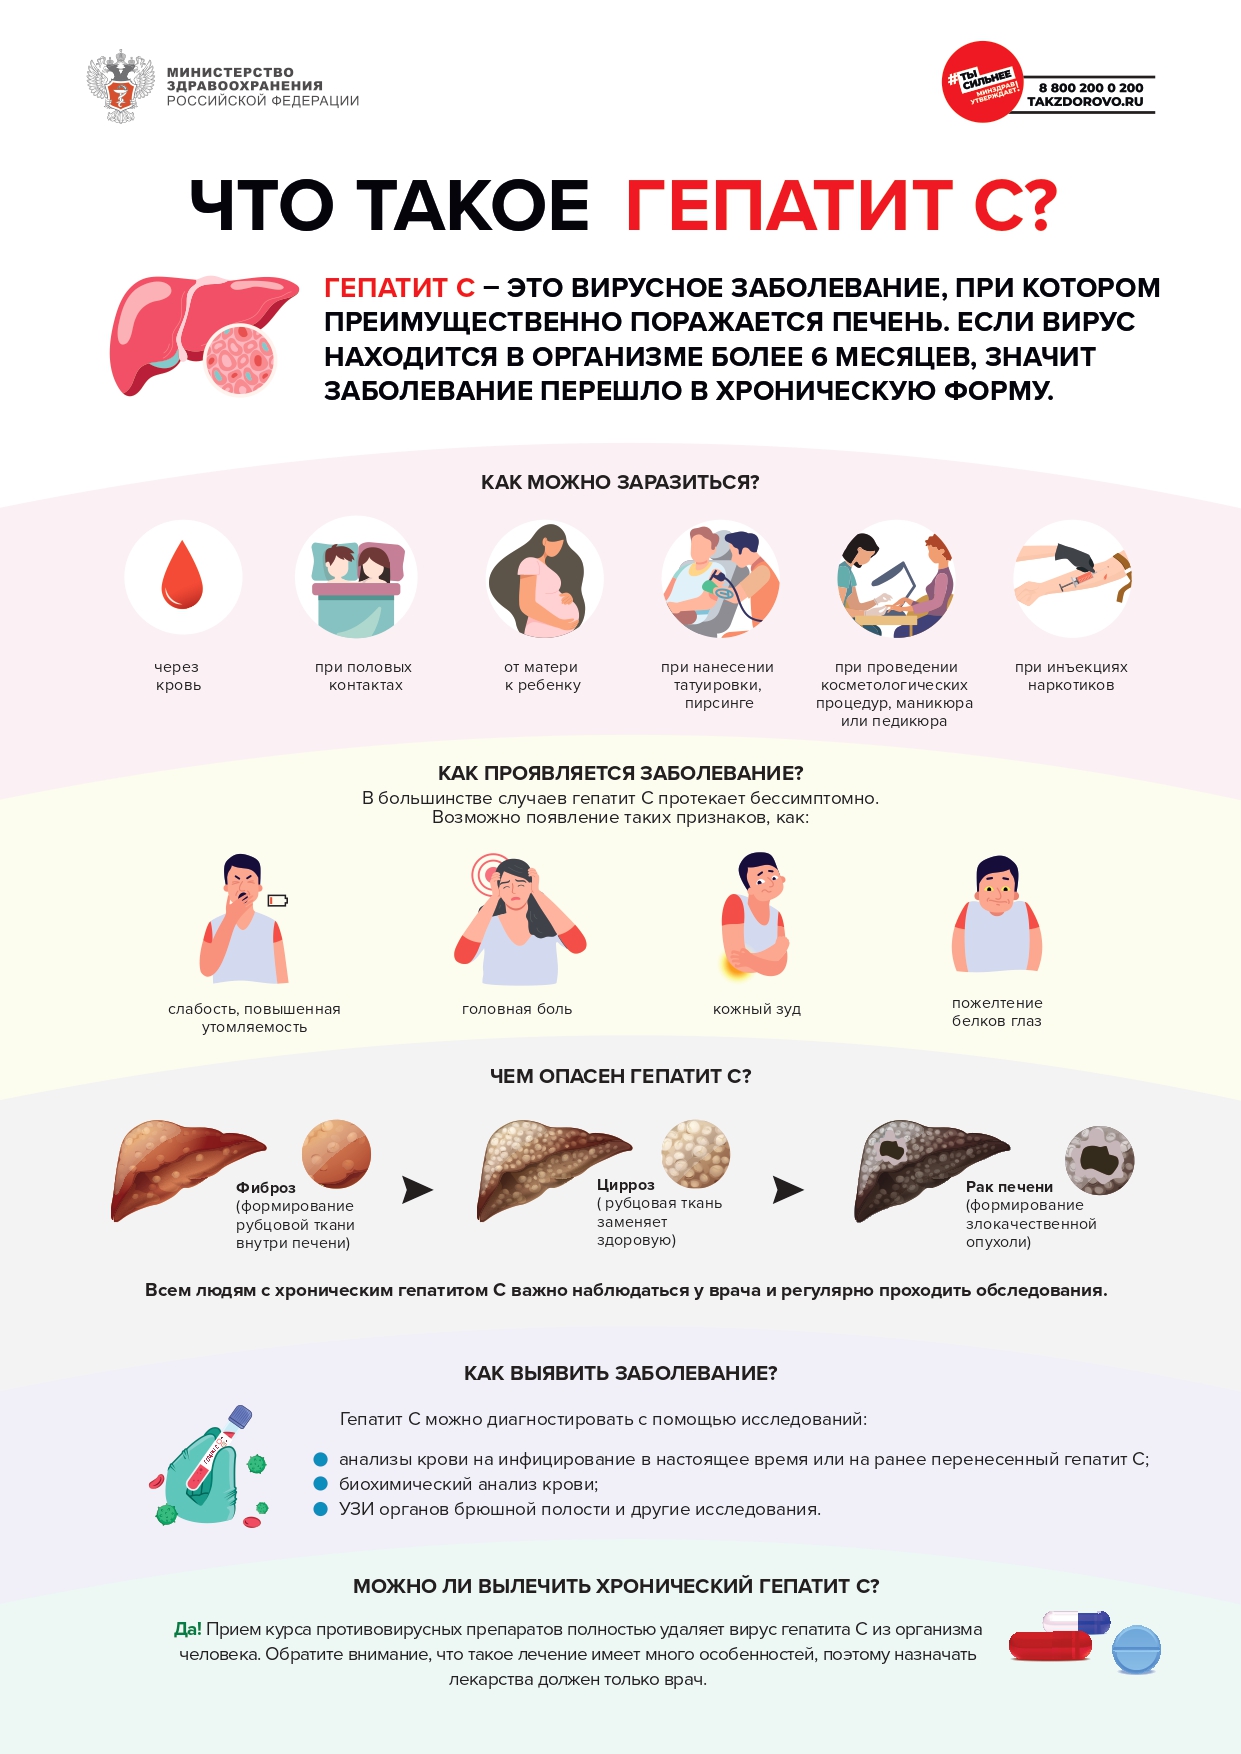 МИНИСТЕРСТВО
ЗДРАВООХРАНЕНИЯ
РОССИЙСКОЙ ФЕДЕРАЦИИ
#ТЫ
СИЛЬНЕЕ
МИНЗДРАВ
УТВЕРЖДАЕТ!
8 800 200 0 200
TAKZDOROVO.RU
ЧТО ТАКОЕ ГЕПАТИТ С?
ГЕПАТИТ С – ЭТО ВИРУСНОЕ ЗАБОЛЕВАНИЕ, ПРИ КОТОРОМ
ПРЕИМУЩЕСТВЕННО ПОРАЖАЕТСЯ ПЕЧЕНЬ. ЕСЛИ ВИРУС
НАХОДИТСЯ В ОРГАНИЗМЕ БОЛЕЕ 6 МЕСЯЦЕВ, ЗНАЧИТ
ЗАБОЛЕВАНИЕ ПЕРЕШЛО В ХРОНИЧЕСКУЮ ФОРМУ.
КАК МОЖНО ЗАРАЗИТЬСЯ?
через
кровь
при половых
контактах
от матери
к ребенку
при нанесении
татуировки,
пирсинге
при проведении
косметологических
процедур, маникюра
или педикюра
при инъекциях
наркотиков
КАК ПРОЯВЛЯЕТСЯ ЗАБОЛЕВАНИЕ?
В большинстве случаев гепатит С протекает бессимптомно.
Возможно появление таких признаков, как:
слабость, повышенная
утомляемость
головная боль
кожный зуд
пожелтение
белков глаз
ЧЕМ ОПАСЕН ГЕПАТИТ С?
Фиброз
(формирование
рубцовой ткани
внутри печени)
Цирроз
( рубцовая ткань
заменяет
здоровую)
Рак печени
(формирование
злокачественной
опухоли)
Всем людям с хроническим гепатитом С важно наблюдаться у врача и регулярно проходить обследования.
КАК ВЫЯВИТЬ ЗАБОЛЕВАНИЕ?
Гепатит С можно диагностировать с помощью исследований:
анализы крови на инфицирование в настоящее время или на ранее перенесенный гепатит С;
биохимический анализ крови;
УЗИ органов брюшной полости и другие исследования.
МОЖНО ЛИ ВЫЛЕЧИТЬ ХРОНИЧЕСКИЙ ГЕПАТИТ С?
Да! Прием курса противовирусных препаратов полностью удаляет вирус гепатита С из организма
человека. Обратите внимание, что такое лечение имеет много особенностей, поэтому назначать
лекарства должен только врач.